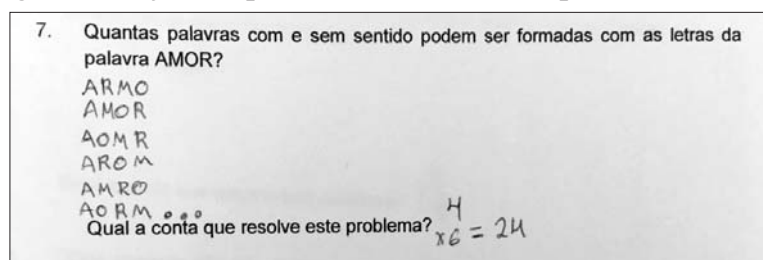 7. Quantas palavras com e sem sentido podem ser formadas com as letras da
palavra AMOR?
ARMO
AMOR
AOMR
AROM
AMRO
AORM...
Qual a conta que resolve este problema? 4
x6 = 24